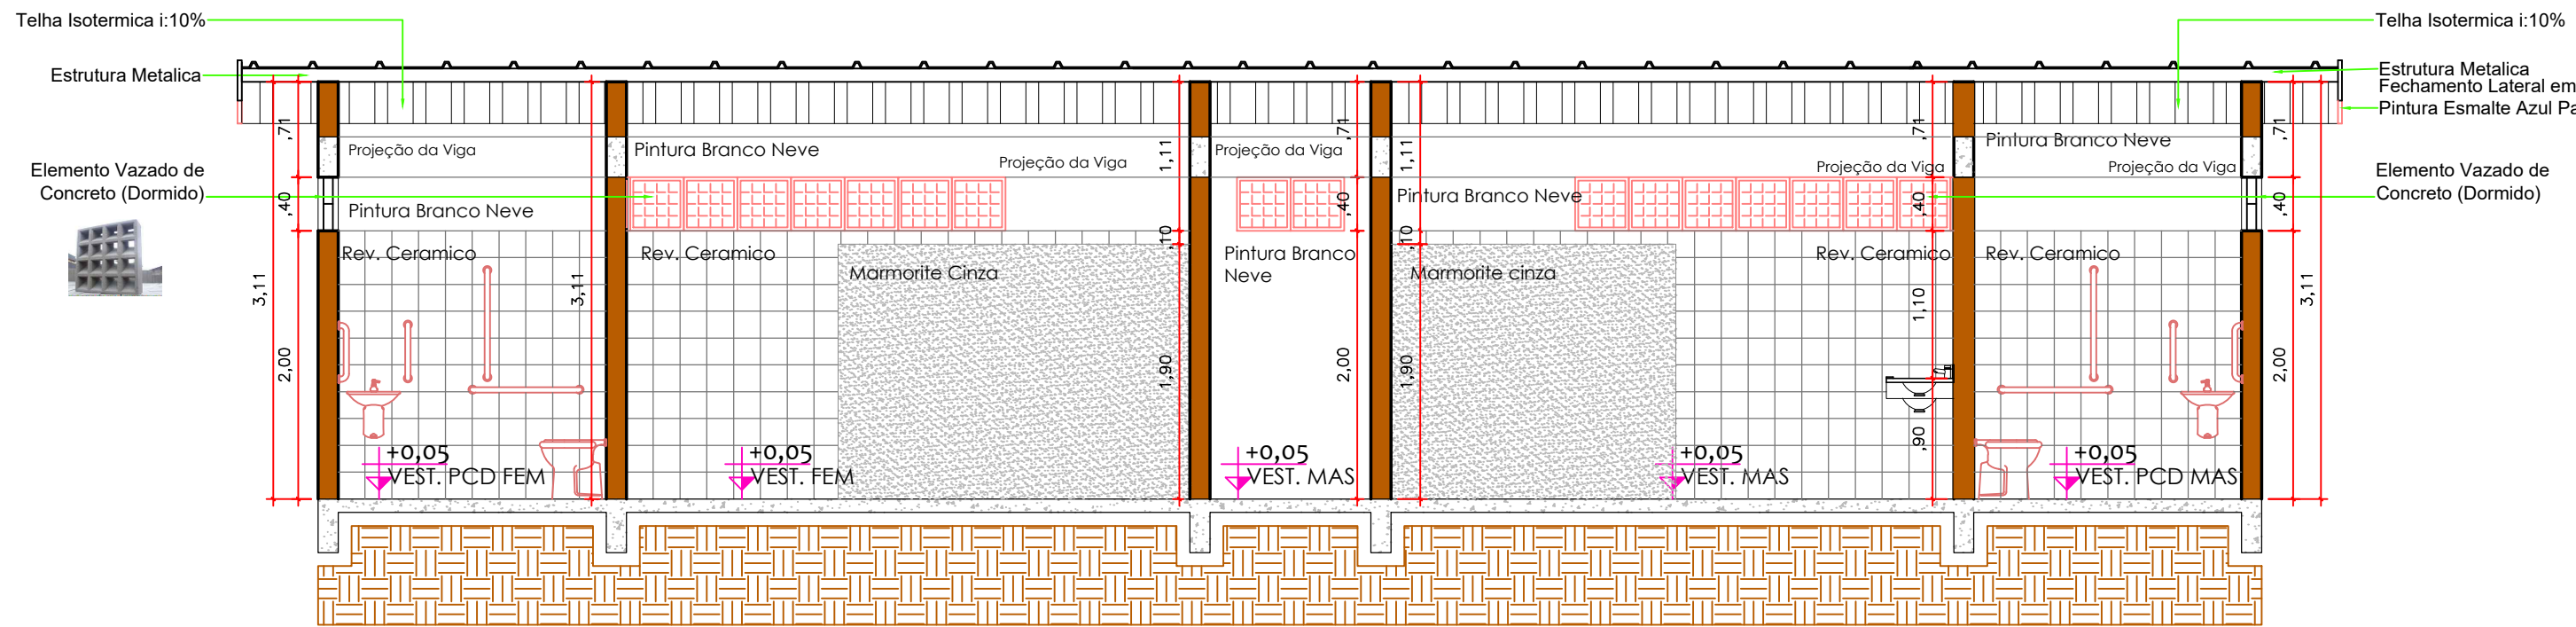 Telha Isotermica i:10%
Telha Isotermica i:10%
Estrutura Metalica
Estrutura Metalica
Fechamento Lateral em
Pintura Esmalte Azul Pa
Elemento Vazado de
Concreto (Dormido)
Elemento Vazado de
Concreto (Dormido)
,71
,40
3,11
2,00
Projeção da Viga
Pintura Branco Neve
Rev. Ceramico
3,11
+0,05
VEST. PCD FEM
Pintura Branco Neve
Projeção da Viga
Rev. Ceramico
Marmorite Cinza
1,11
,10
1,90
+0,05
VEST. FEM
Projeção da Viga
,71
,40
Pintura Branco
Neve
2,00
+0,05
VEST. MAS
1,11
,10
1,90
Pintura Branco Neve
Marmorite cinza
Projeção da Viga
,71
,40
Rev. Ceramico
1,10
,90
+0,05
VEST. MAS
Pintura Branco Neve
Projeção da Viga
Rev. Ceramico
+0,05
VEST. PCD MAS
,71
,40
3,11
2,00